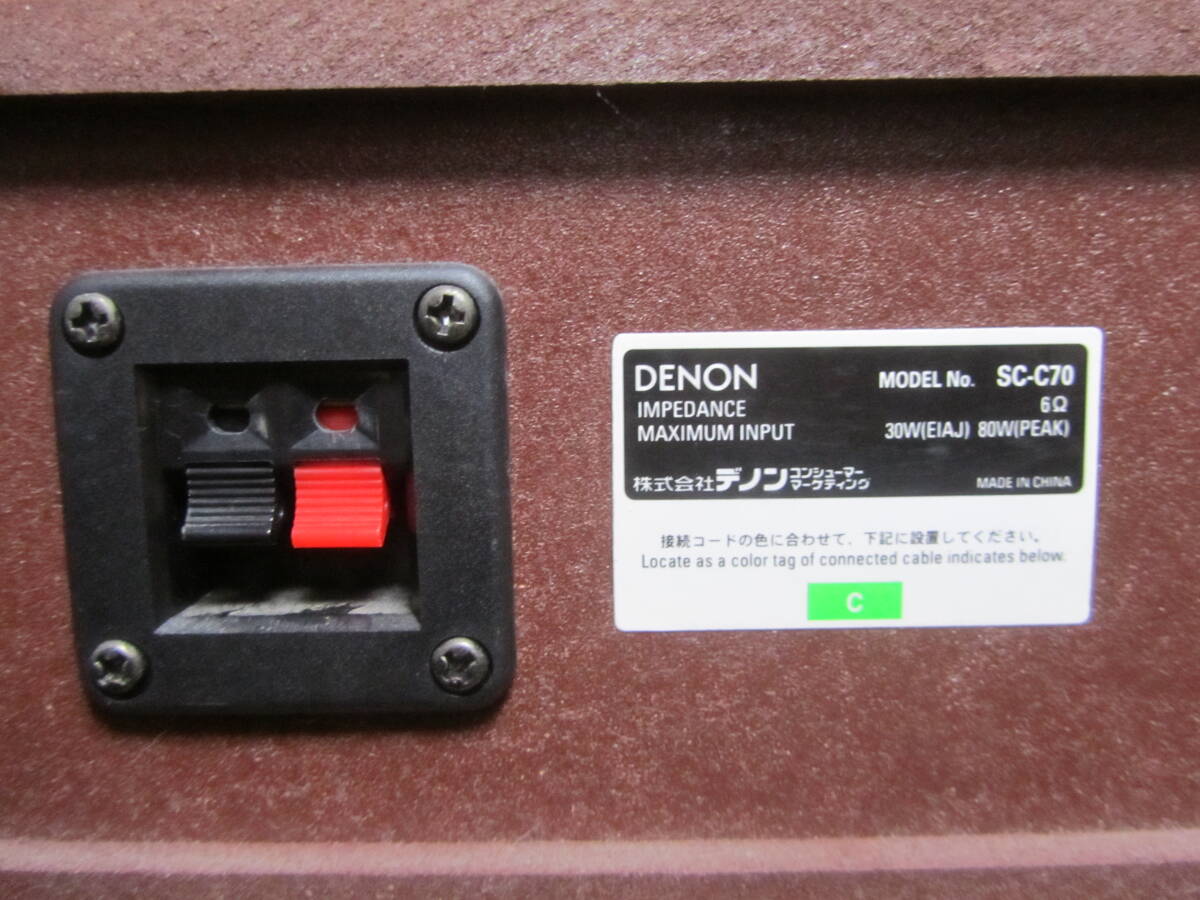 DENON MODEL No. SC-C70
IMPEDANCE 6Ω
MAXIMUM INPUT 30W(EIAJ) 80W(PEAK)
株式会社デノン コンシューマー マーケティング MADE IN CHINA
接続コードの色に合わせて、下記に設置してください。
Locate as a color tag of connected cable indicates below.
C